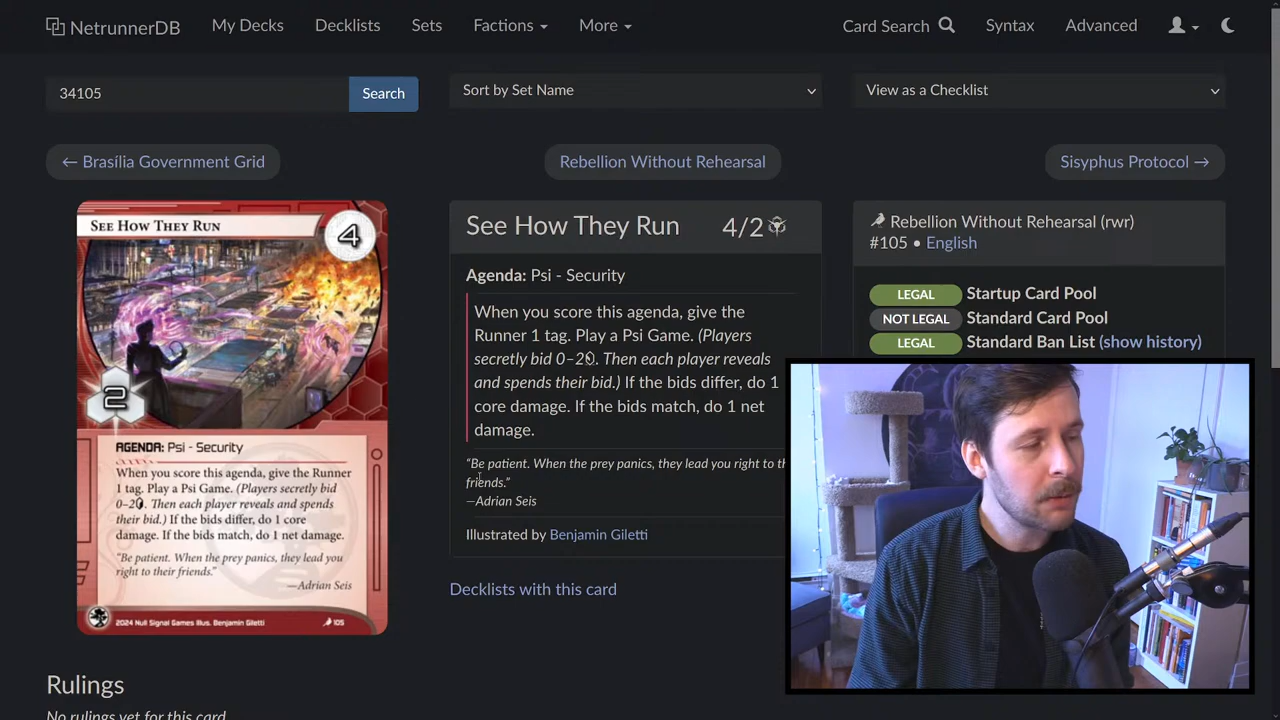 NetrunnerDB My Decks Decklists Sets Factions More Card Search Syntax Advanced
34105 Search Sort by Set Name View as a Checklist
← Brasília Government Grid Rebellion Without Rehearsal Sisyphus Protocol →
See How They Run
4
2
Agenda: Psi - Security
When you score this agenda, give the Runner
1 tag. Play a Psi Game. (Players secretly bid
0–2. Then each player reveals and spends
their bid.) If the bids differ, do 1 core
damage. If the bids match, do 1 net damage.
“Be patient. When the prey panics, they lead you
right to their friends.”
—Adrian Seis
2024 Null Signal Games Illus. Benjamin Giletti 105
See How They Run 4/2
Agenda: Psi - Security
When you score this agenda, give the
Runner 1 tag. Play a Psi Game. (Players
secretly bid 0–2. Then each player reveals
and spends their bid.) If the bids differ, do 1
core damage. If the bids match, do 1 net
damage.
“Be patient. When the prey panics, they lead you right to th
friends.”
—Adrian Seis
Illustrated by Benjamin Giletti
Decklists with this card
Rebellion Without Rehearsal (rwr)
#105 • English
LEGAL Startup Card Pool
NOT LEGAL Standard Card Pool
LEGAL Standard Ban List (show history)
Rulings
No rulings yet for this card